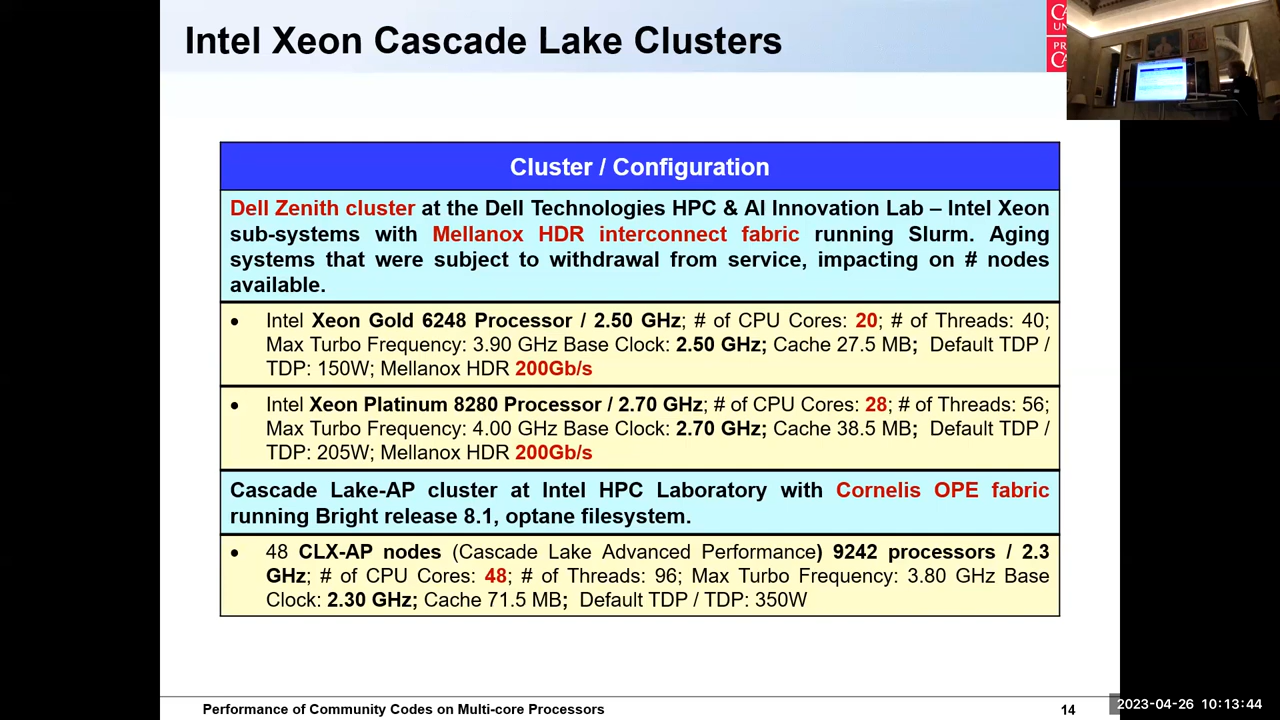 Intel Xeon Cascade Lake Clusters
Cluster / Configuration
Dell Zenith cluster at the Dell Technologies HPC & AI Innovation Lab – Intel Xeon
sub-systems with Mellanox HDR interconnect fabric running Slurm. Aging
systems that were subject to withdrawal from service, impacting on # nodes
available.
• Intel Xeon Gold 6248 Processor / 2.50 GHz; # of CPU Cores: 20; # of Threads: 40;
Max Turbo Frequency: 3.90 GHz Base Clock: 2.50 GHz; Cache 27.5 MB; Default TDP /
TDP: 150W; Mellanox HDR 200Gb/s
• Intel Xeon Platinum 8280 Processor / 2.70 GHz; # of CPU Cores: 28; # of Threads: 56;
Max Turbo Frequency: 4.00 GHz Base Clock: 2.70 GHz; Cache 38.5 MB; Default TDP /
TDP: 205W; Mellanox HDR 200Gb/s
Cascade Lake-AP cluster at Intel HPC Laboratory with Cornelis OPE fabric
running Bright release 8.1, optane filesystem.
• 48 CLX-AP nodes (Cascade Lake Advanced Performance) 9242 processors / 2.3
GHz; # of CPU Cores: 48; # of Threads: 96; Max Turbo Frequency: 3.80 GHz Base
Clock: 2.30 GHz; Cache 71.5 MB; Default TDP / TDP: 350W
Performance of Community Codes on Multi-core Processors
14
2023-04-26 10:13:44